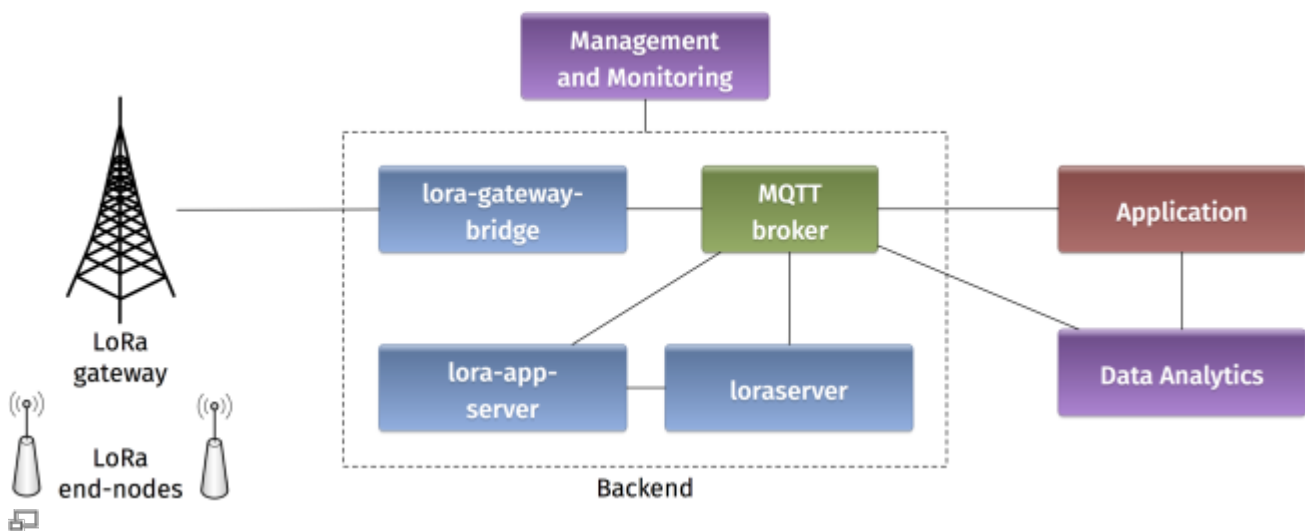 Management
and Monitoring
lora-gateway-
bridge
MQTT
broker
Application
LoRa
gateway
lora-app-
server
loraserver
Data Analytics
LoRa
end-nodes
Backend